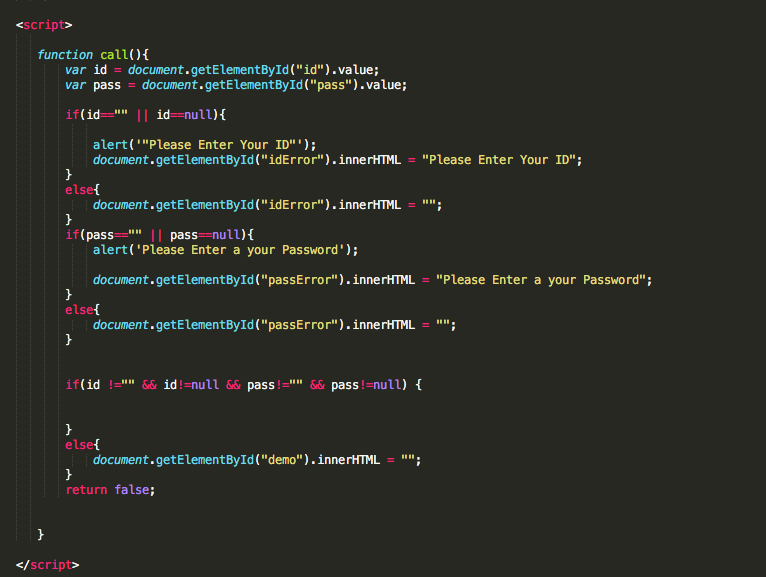 <script>
function call(){
var id = document.getElementById("id").value;
var pass = document.getElementById("pass").value;
if(id=="" || id==null){
alert('"Please Enter Your ID"');
document.getElementById("idError").innerHTML = "Please Enter Your ID";
}
else{
document.getElementById("idError").innerHTML = "";
}
if(pass=="" || pass==null){
alert('Please Enter a your Password');
document.getElementById("passError").innerHTML = "Please Enter a your Password";
}
else{
document.getElementById("passError").innerHTML = "";
}
if(id !="" && id!=null && pass!="" && pass!=null) {
}
else{
document.getElementById("demo").innerHTML = "";
}
return false;
}
</script>